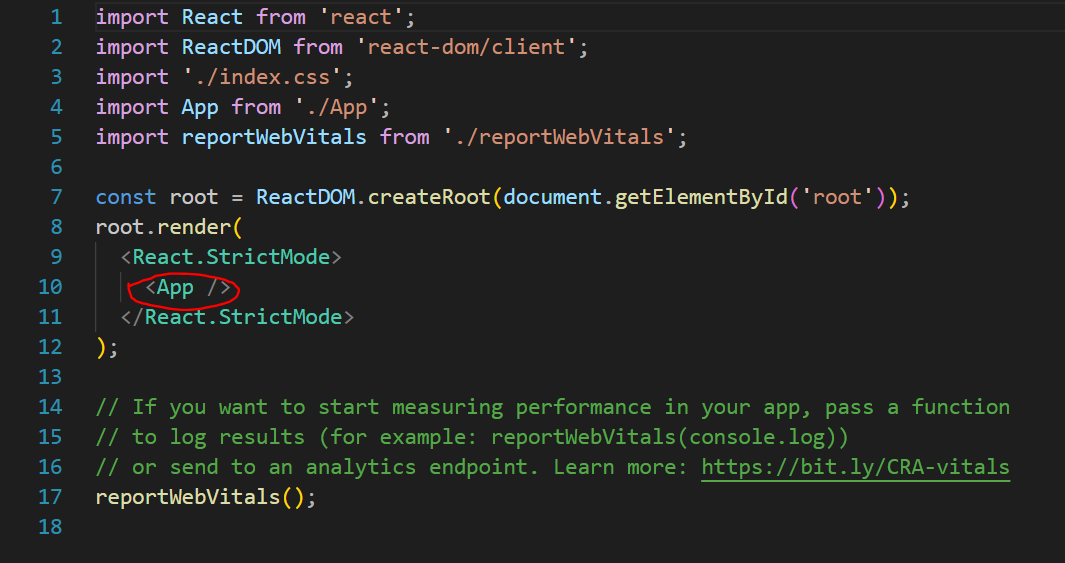 1 import React from 'react';
2 import ReactDOM from 'react-dom/client';
3 import './index.css';
4 import App from './App';
5 import reportWebVitals from './reportWebVitals';
6
7 const root = ReactDOM.createRoot(document.getElementById('root'));
8 root.render(
9   <React.StrictMode>
10     <App />
11   </React.StrictMode>
12 );
13
14 // If you want to start measuring performance in your app, pass a function
15 // to log results (for example: reportWebVitals(console.log))
16 // or send to an analytics endpoint. Learn more: https://bit.ly/CRA-vitals
17 reportWebVitals();
18